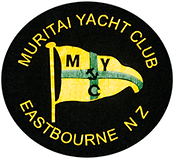 MURITAI YACHT CLUB
M Y
C
EASTBOURNE N Z